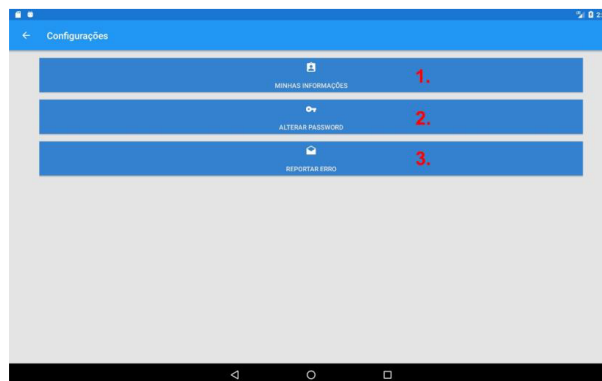 Configurações
MINHAS INFORMAÇÕES
1.
ALTERAR PASSWORD
2.
REPORTAR ERRO
3.